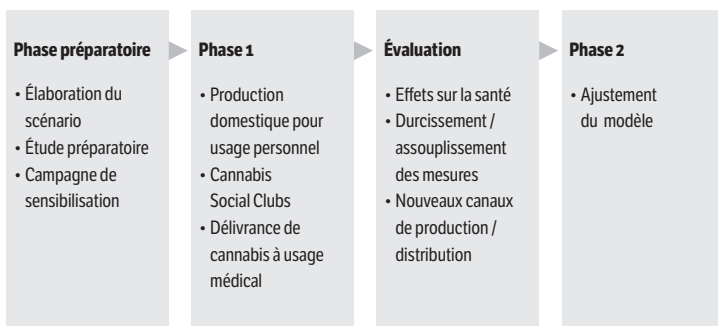 Phase préparatoire
• Élaboration du
scénario
• Étude préparatoire
• Campagne de
sensibilisation
Phase 1
• Production
domestique pour
usage personnel
• Cannabis
Social Clubs
• Délivrance de
cannabis à usage
médical
Évaluation
• Effets sur la santé
• Durcissement /
assouplissement
des mesures
• Nouveaux canaux
de production /
distribution
Phase 2
• Ajustement
du modèle